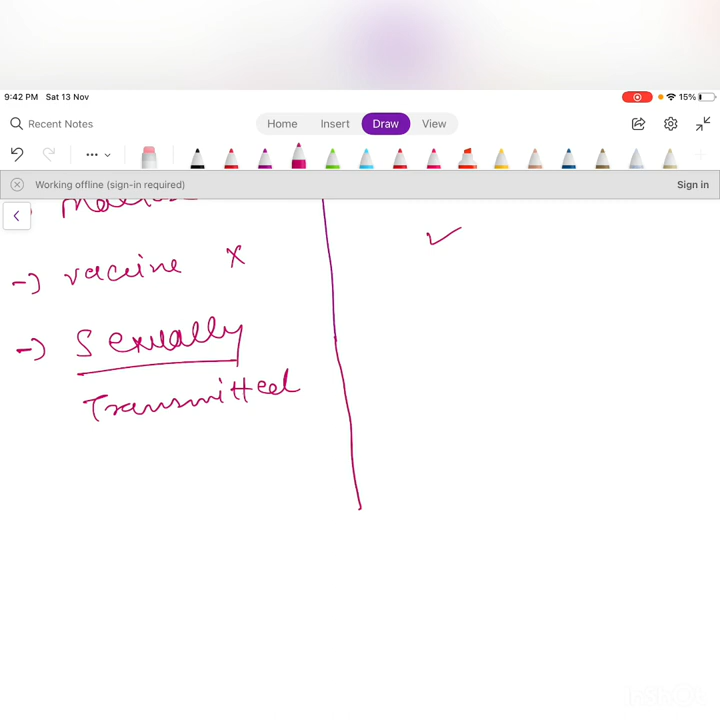 9:42 PM Sat 13 Nov 15%
Recent Notes Home Insert Draw View
Working offline (sign-in required) Sign in
-) vaccine x
-) Sexually
Transmitted
InShOt